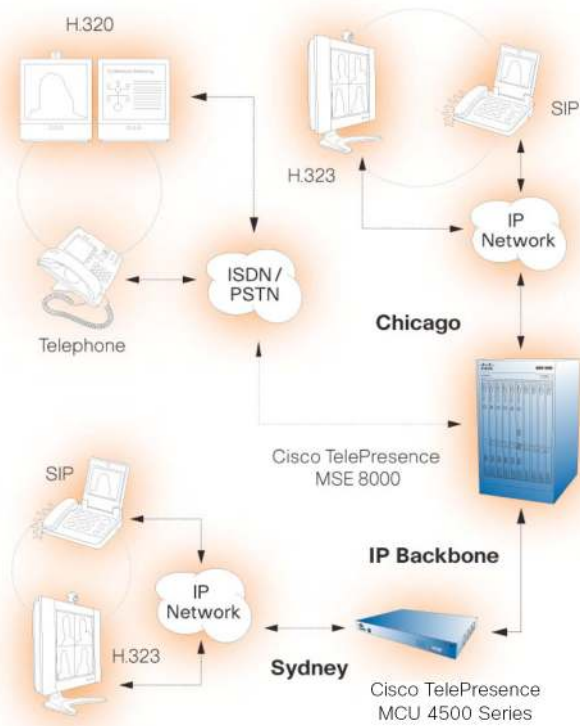 H.320
SIP
H.323
IP
Network
ISDN /
PSTN
Telephone
Chicago
Cisco TelePresence
MSE 8000
SIP
IP Backbone
IP
Network
H.323
Sydney
Cisco TelePresence
MCU 4500 Series